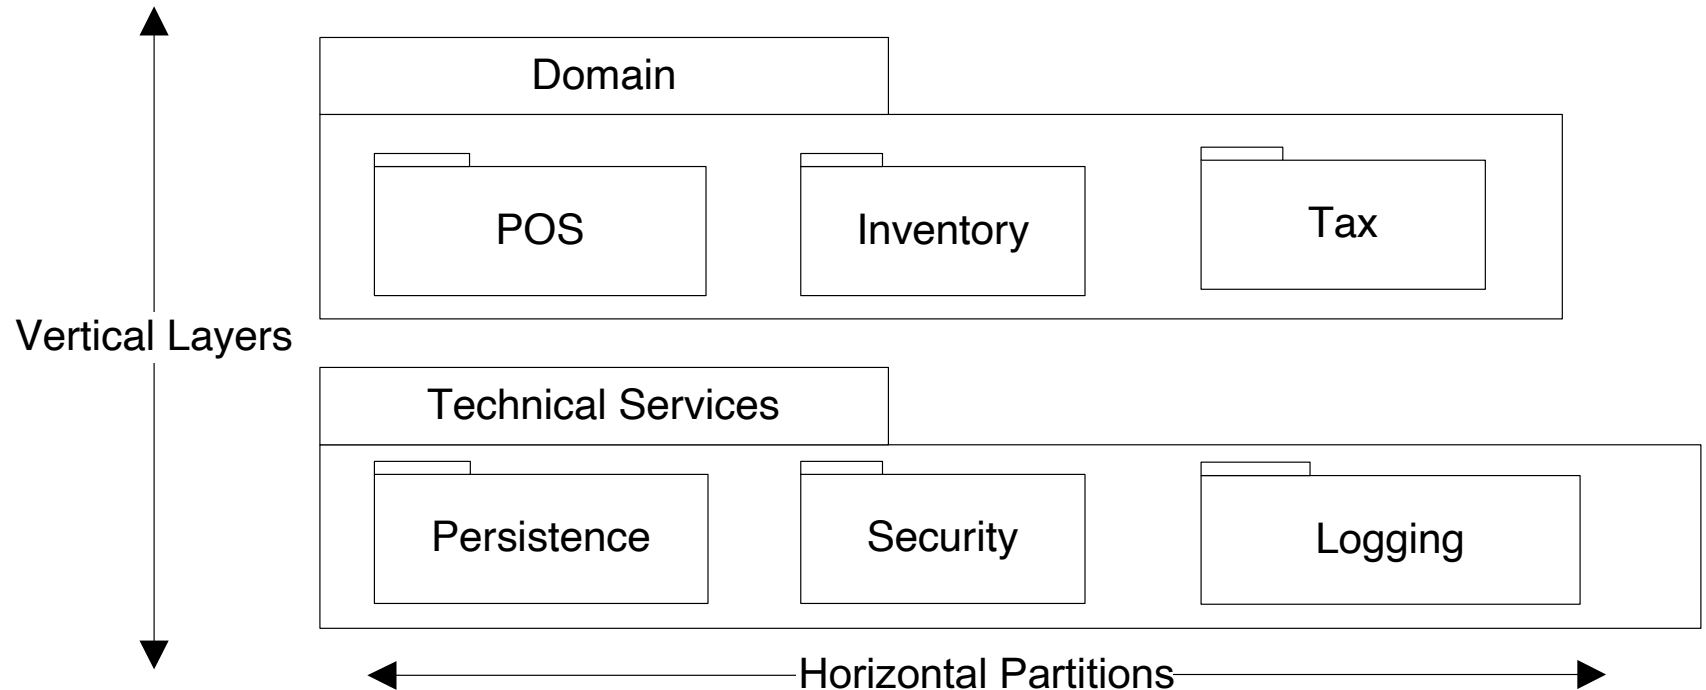 Domain
POS
Inventory
Tax
Vertical Layers
Technical Services
Persistence
Security
Logging
Horizontal Partitions